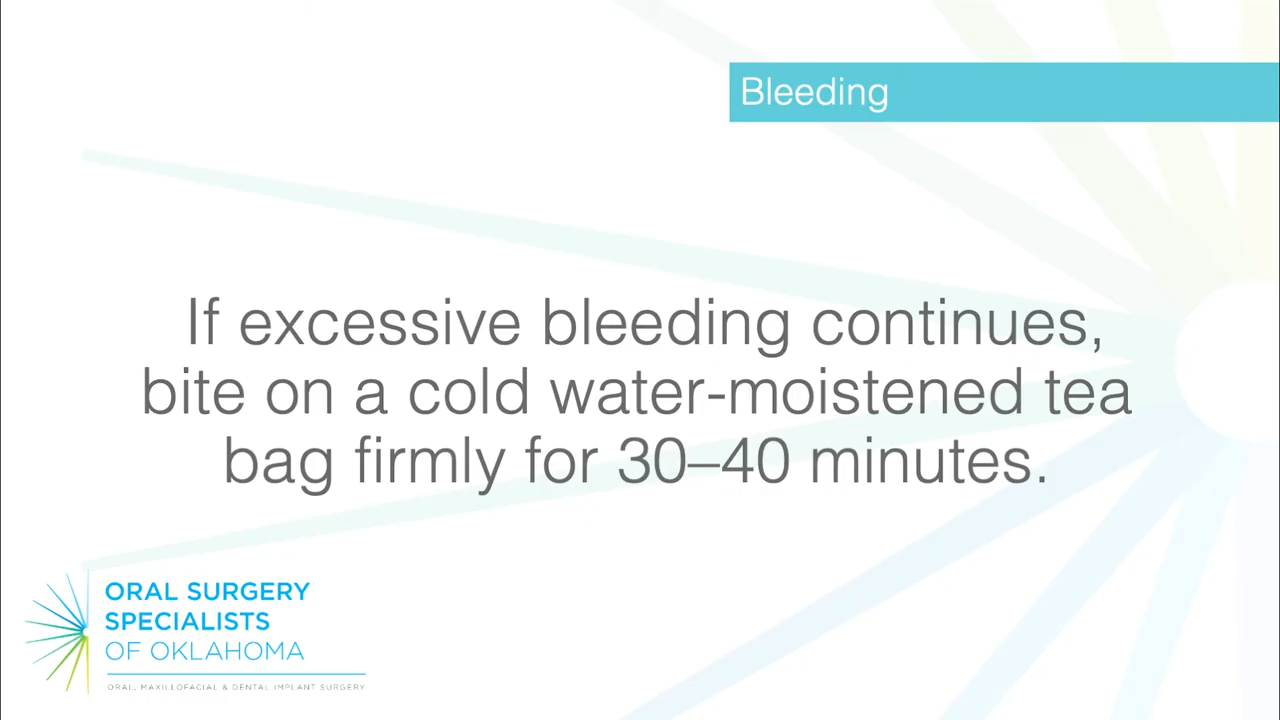 Bleeding
If excessive bleeding continues,
bite on a cold water-moistened tea
bag firmly for 30–40 minutes.
ORAL SURGERY
SPECIALISTS
OF OKLAHOMA
ORAL, MAXILLOFACIAL & DENTAL IMPLANT SURGERY